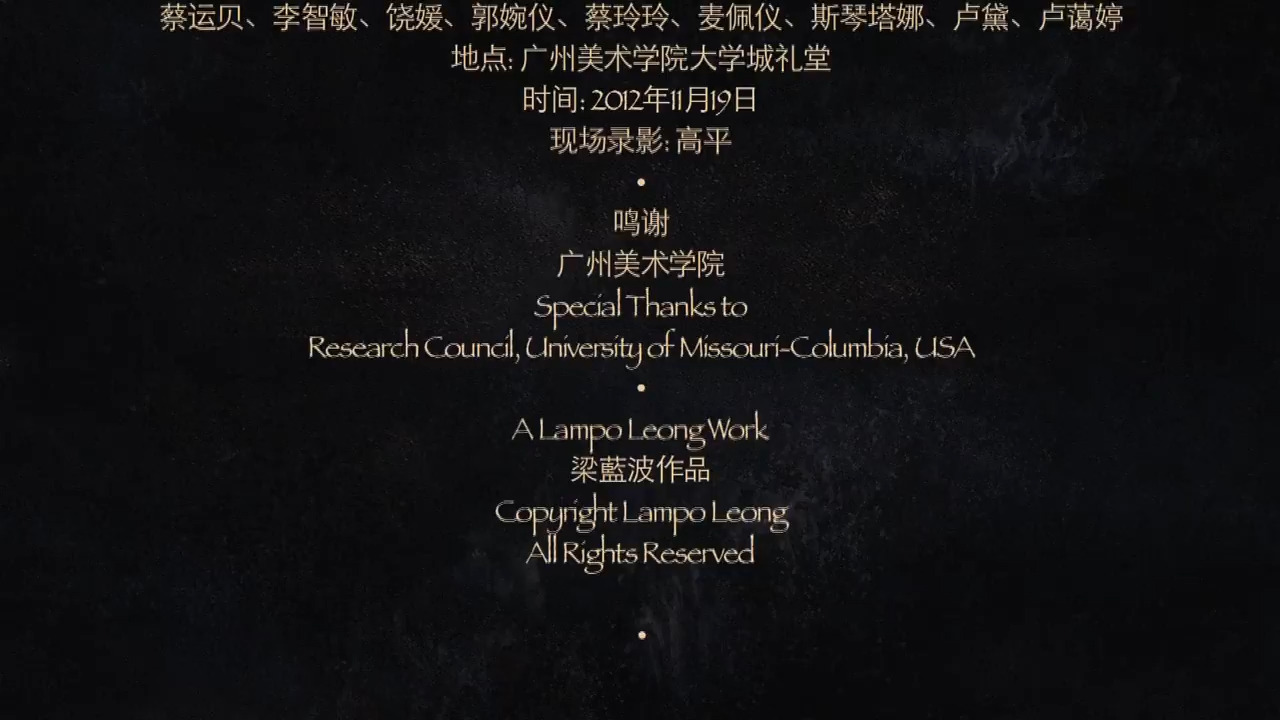 蔡运贝、李智敏、饶媛、郭婉仪、蔡玲玲、麦佩仪、斯琴塔娜、卢黛、卢蔼婷
地点: 广州美术学院大学城礼堂
时间: 2012年11月19日
现场录影: 高平
•
鸣谢
广州美术学院
Special Thanks to
Research Council, University of Missouri-Columbia, USA
•
A Lampo Leong Work
梁藍波作品
Copyright Lampo Leong
All Rights Reserved
•